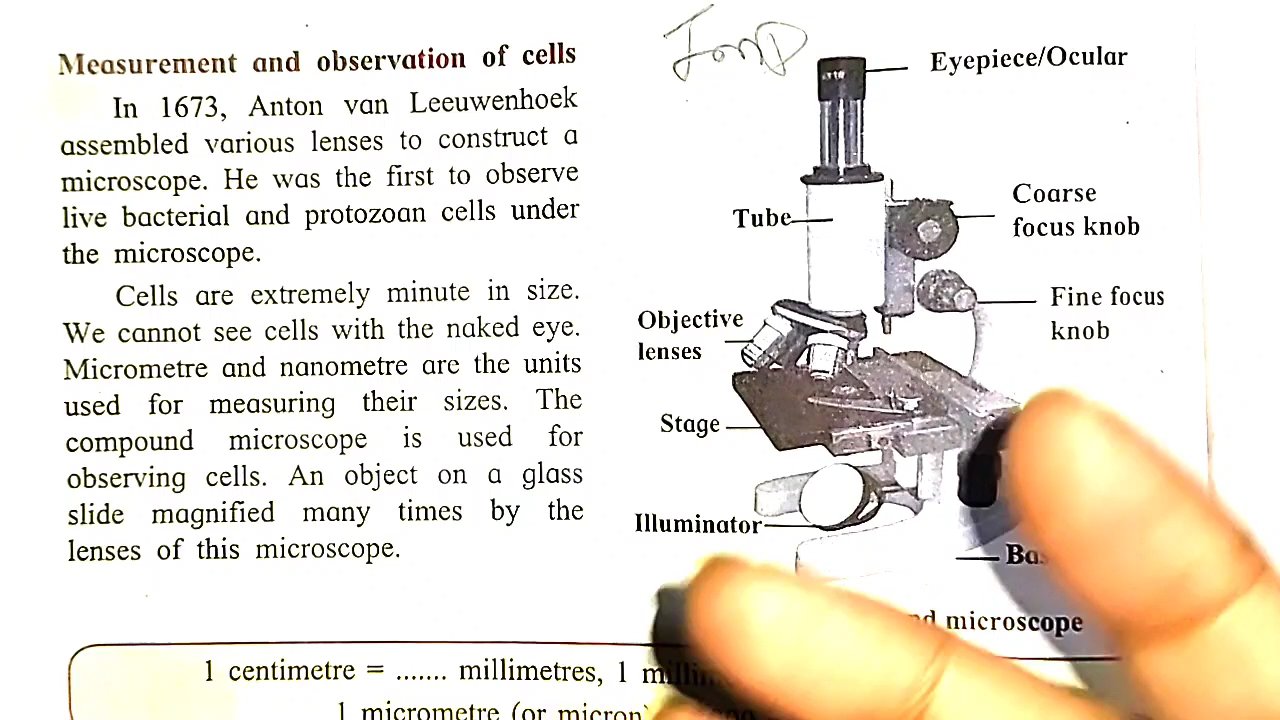 Measurement and observation of cells
In 1673, Anton van Leeuwenhoek
assembled various lenses to construct a
microscope. He was the first to observe
live bacterial and protozoan cells under
the microscope.
Cells are extremely minute in size.
We cannot see cells with the naked eye.
Micrometre and nanometre are the units
used for measuring their sizes. The
compound microscope is used for
observing cells. An object on a glass
slide magnified many times by the
lenses of this microscope.
Imp
Eyepiece/Ocular
Tube
Coarse
focus knob
Fine focus
knob
Objective
lenses
Stage
Illuminator
microscope
1 centimetre = ....... millimetres, 1
1 micrometre (or micron)